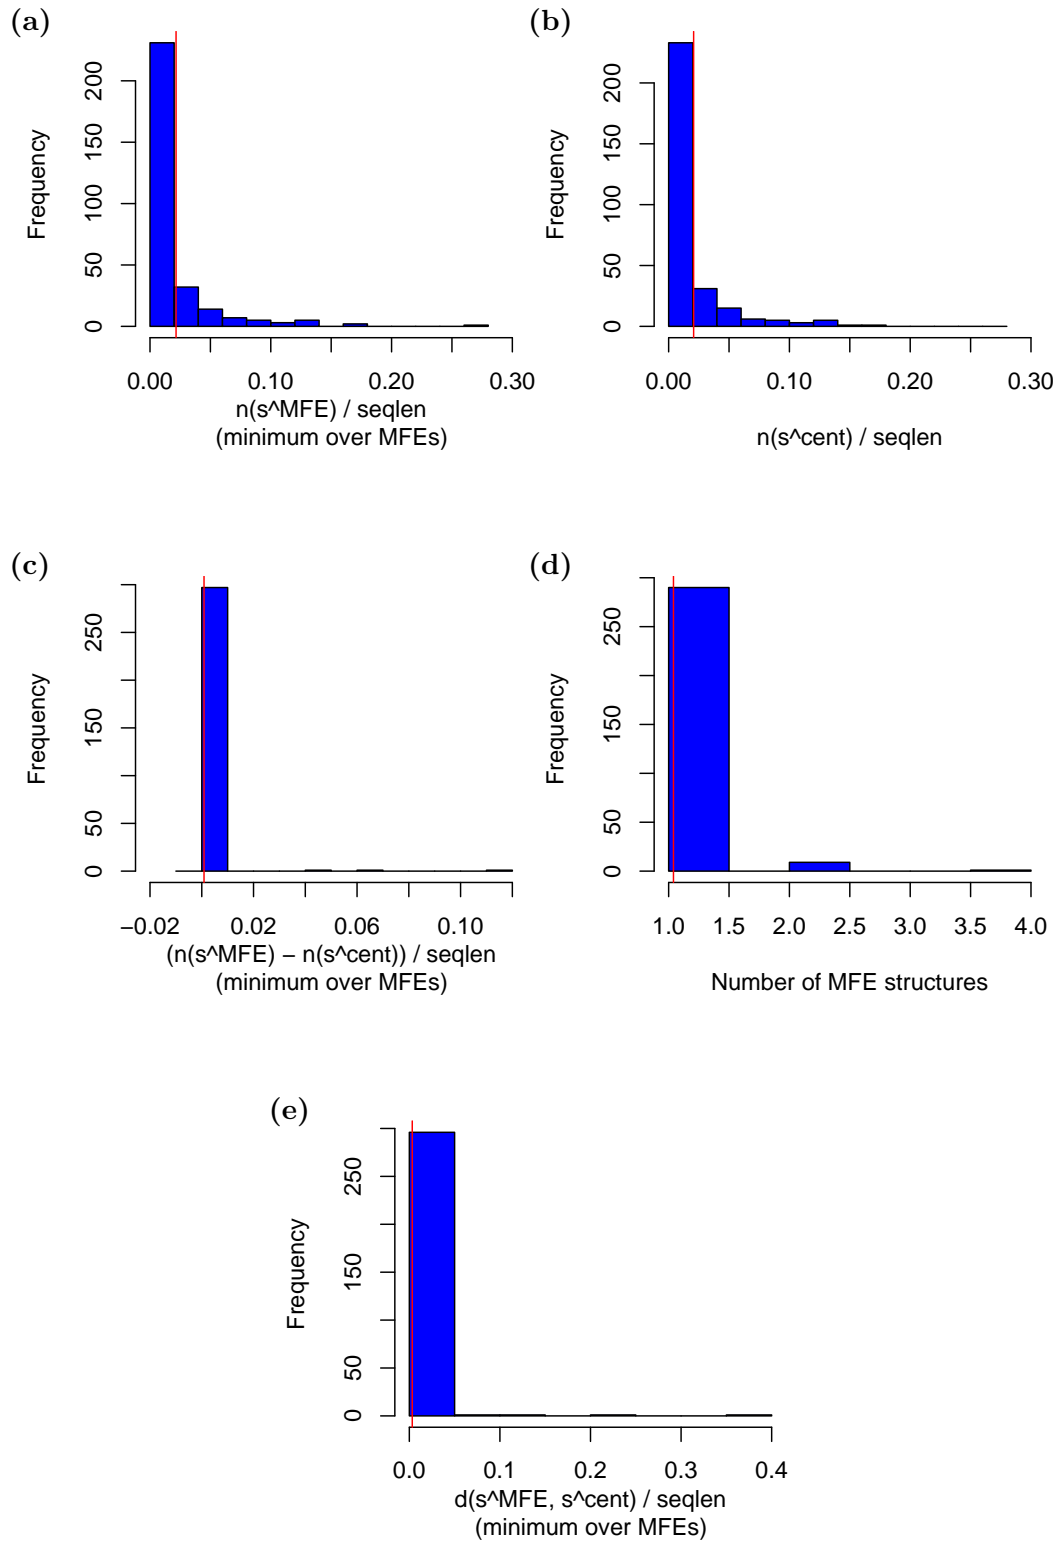 (a)
Frequency
0 50 100 150 200
0.00 0.10 0.20 0.30
n(s^MFE) / seqlen
(minimum over MFEs)
(b)
Frequency
0 50 100 150 200
0.00 0.10 0.20 0.30
n(s^cent) / seqlen
(c)
Frequency
0 50 150 250
−0.02 0.02 0.06 0.10
(n(s^MFE) − n(s^cent)) / seqlen
(minimum over MFEs)
(d)
Frequency
0 50 150 250
1.0 1.5 2.0 2.5 3.0 3.5 4.0
Number of MFE structures
(e)
Frequency
0 50 150 250
0.0 0.1 0.2 0.3 0.4
d(s^MFE, s^cent) / seqlen
(minimum over MFEs)